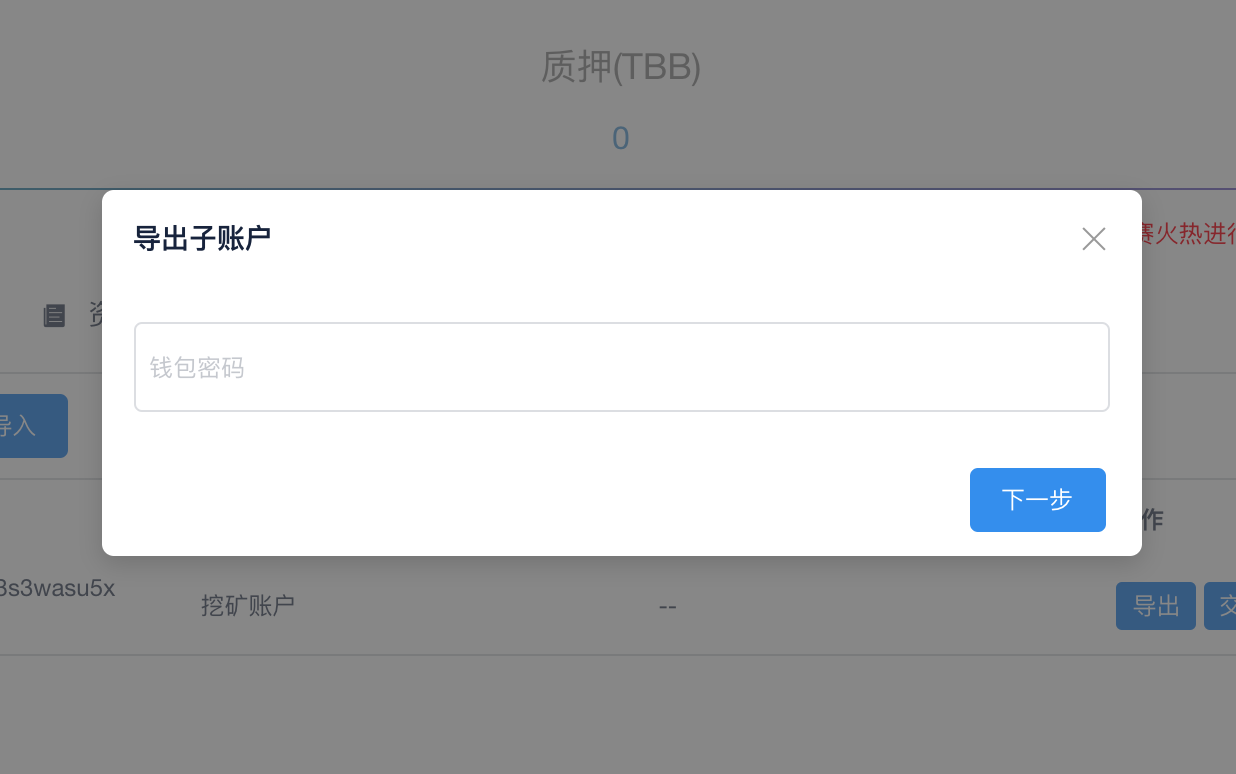 质押(TBB)
0
导出子账户
赛火热进行
资
钱包密码
导入
下一步
作
3s3wasu5x
挖矿账户
--
导出
交